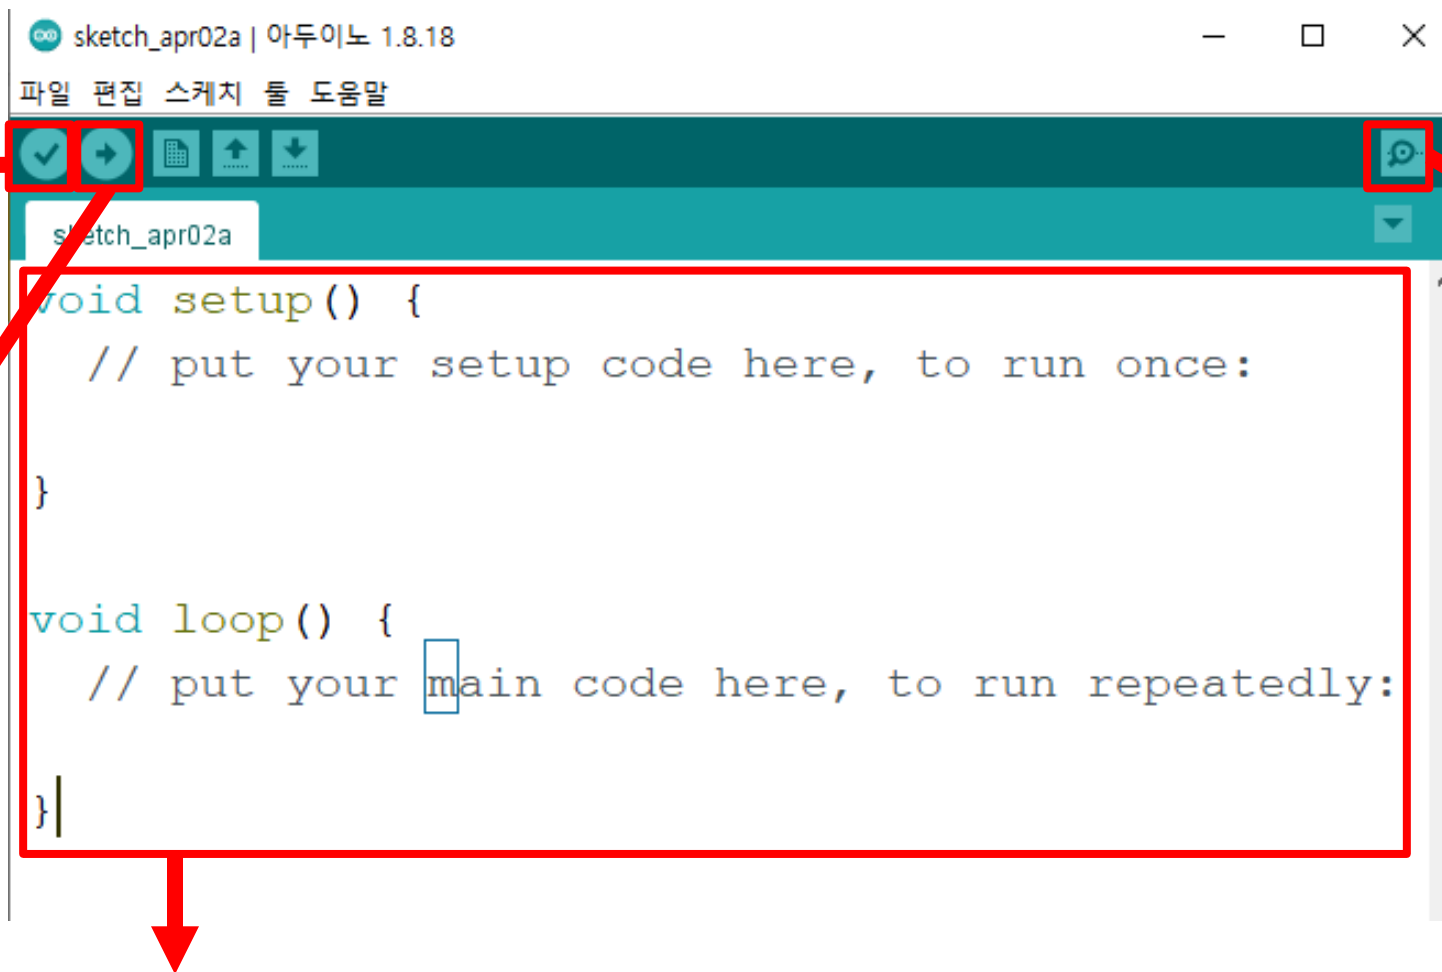 sketch_apr02a | 아두이노 1.8.18
파일 편집 스케치 툴 도움말
sketch_apr02a
void setup() {
  // put your setup code here, to run once:
}
void loop() {
  // put your main code here, to run repeatedly:
}